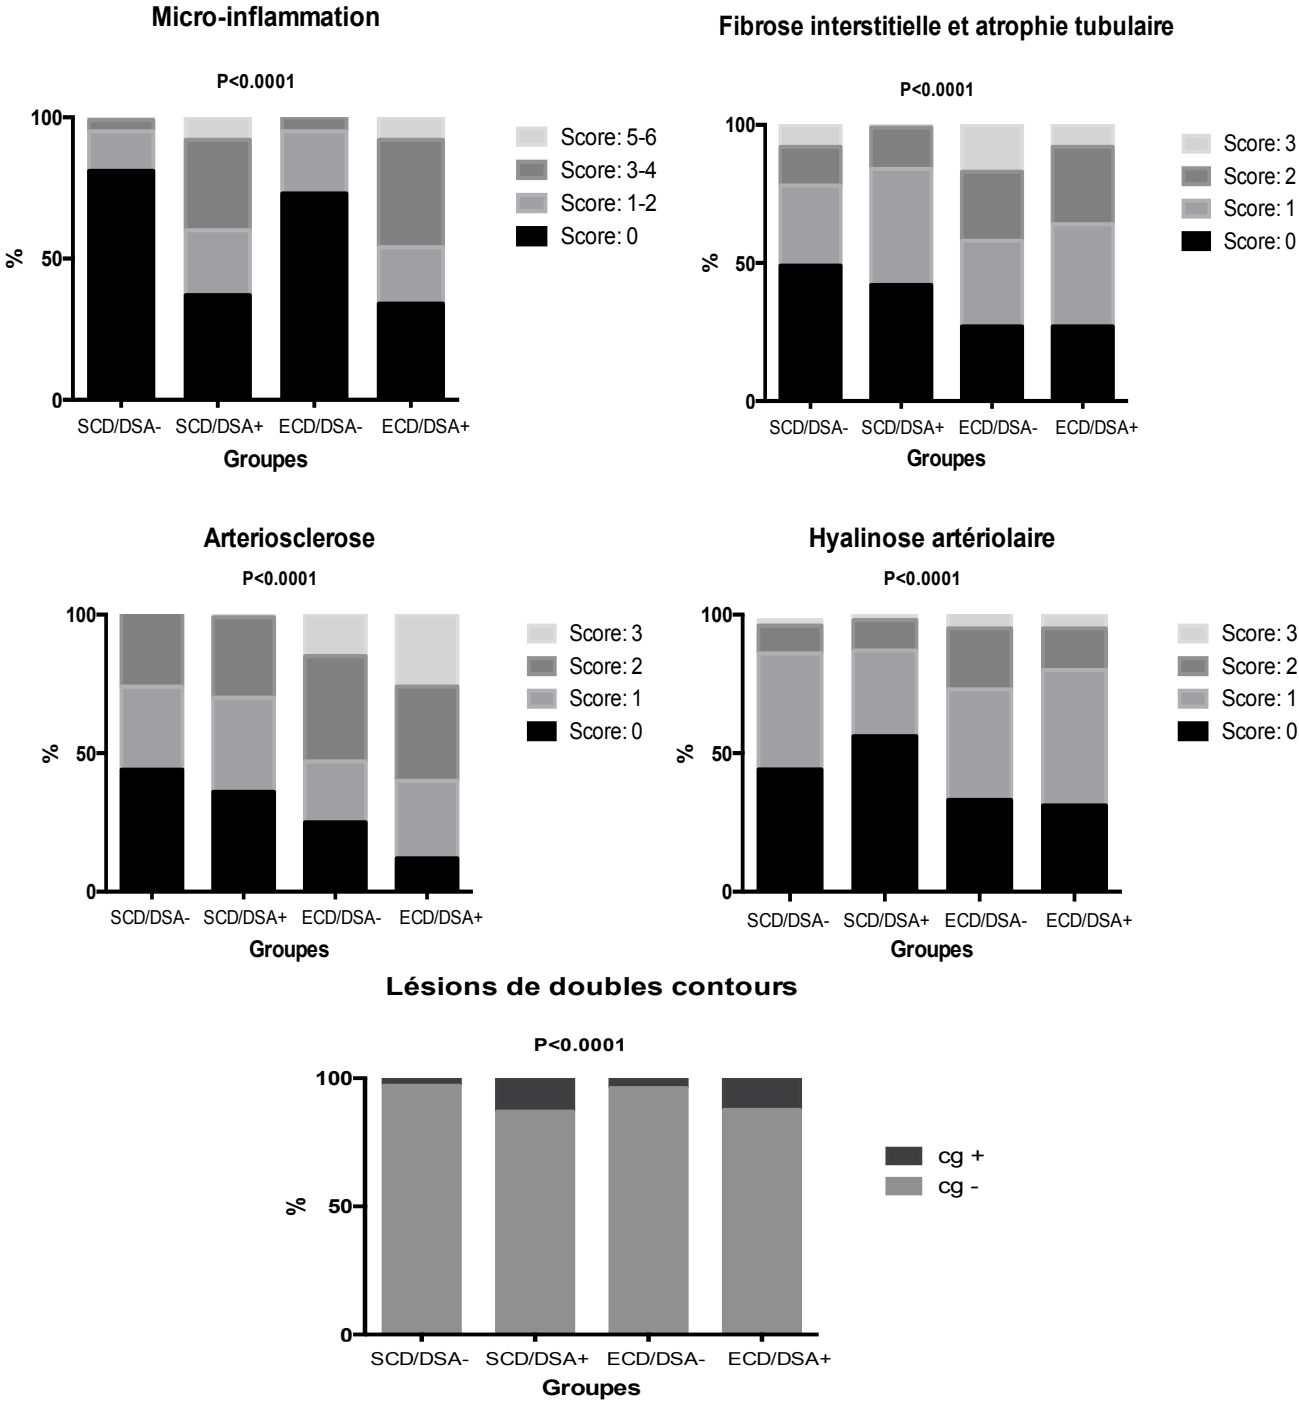 Micro-inflammation
P<0.0001
100
50
0
%
SCD/DSA- SCD/DSA+ ECD/DSA- ECD/DSA+
Groupes
Score: 5-6
Score: 3-4
Score: 1-2
Score: 0
Fibrose interstitielle et atrophie tubulaire
P<0.0001
100
50
0
%
SCD/DSA- SCD/DSA+ ECD/DSA- ECD/DSA+
Groupes
Score: 3
Score: 2
Score: 1
Score: 0
Arteriosclerose
P<0.0001
100
50
0
%
SCD/DSA- SCD/DSA+ ECD/DSA- ECD/DSA+
Groupes
Score: 3
Score: 2
Score: 1
Score: 0
Hyalinose artériolaire
P<0.0001
100
50
0
%
SCD/DSA- SCD/DSA+ ECD/DSA- ECD/DSA+
Groupes
Score: 3
Score: 2
Score: 1
Score: 0
Lésions de doubles contours
P<0.0001
100
50
0
%
SCD/DSA- SCD/DSA+ ECD/DSA- ECD/DSA+
Groupes
cg +
cg -